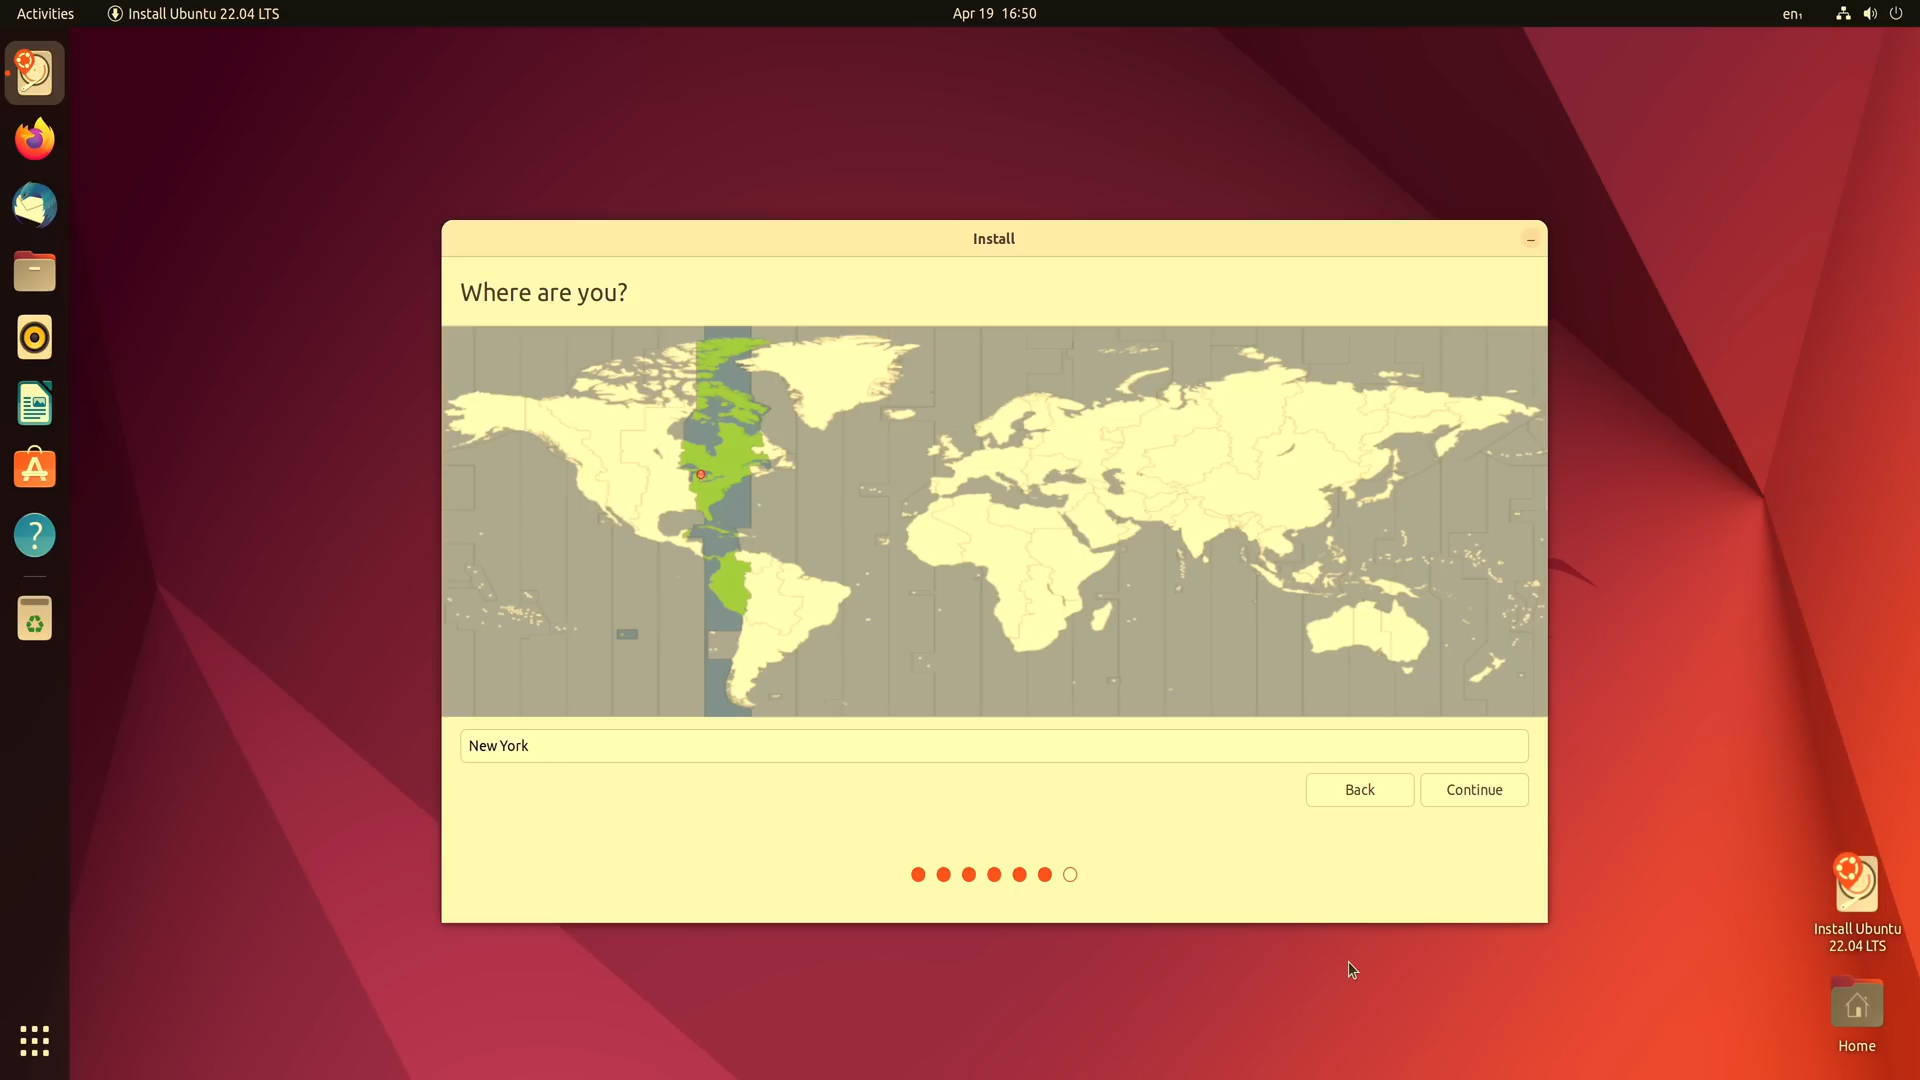 Activities
Install Ubuntu 22.04 LTS
Apr 19 16:50
en₁
Install
Where are you?
New York
Back
Continue
Install Ubuntu
22.04 LTS
Home